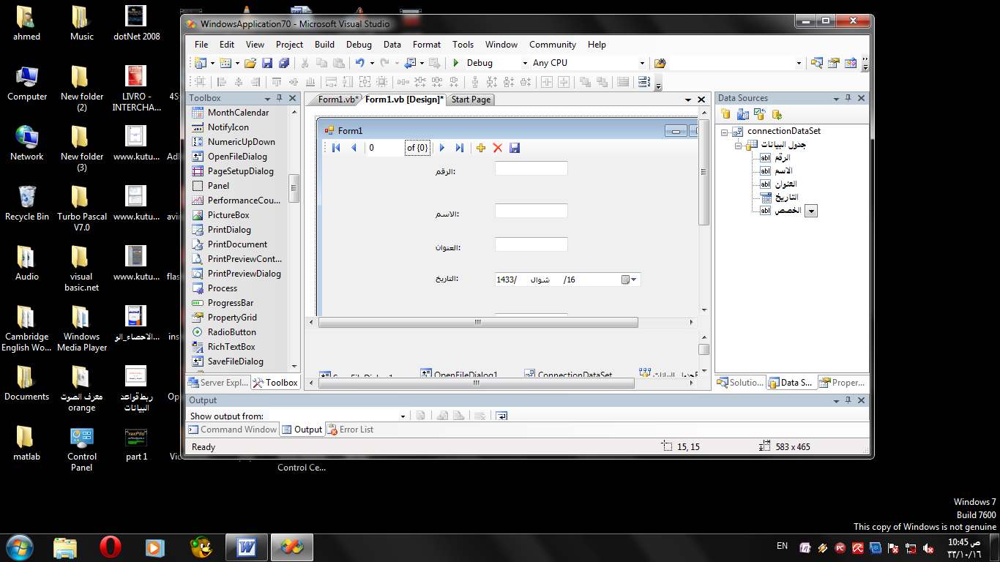 ahmed
Music
dotNet 2008
Computer
New folder
(2)
LIVRO -
INTERCHA...
Network
New folder
(3)
www.kutu...
Recycle Bin
Turbo Pascal
V7.0
www.kutu...
Audio
visual
basic.net
www.kutu...
Cambridge
English Wo...
Windows
Media Player
الاحصاء_الو...
Documents
معرف الصوت
orange
ربط قواعد
البيانات
matlab
Control
Panel
part 1
Control Ce...
WindowsApplication70 - Microsoft Visual Studio
File Edit View Project Build Debug Data Format Tools Window Community Help
Debug Any CPU
Toolbox
MonthCalendar
NotifyIcon
NumericUpDown
OpenFileDialog
PageSetupDialog
Panel
PerformanceCou...
PictureBox
PrintDialog
PrintDocument
PrintPreviewCont...
PrintPreviewDialog
Process
ProgressBar
PropertyGrid
RadioButton
RichTextBox
SaveFileDialog
Server Expl... Toolbox
Form1.vb* Form1.vb [Design]* Start Page
Form1
0 of {0}
الرقم:
الاسم:
العنوان:
التاريخ:
16/ شوال /1433
OpenFileDialog1 ConnectionDataSet
Data Sources
connectionDataSet
جدول البيانات
الرقم
الاسم
العنوان
التاريخ
الخصص
Solutio... Data S... Proper...
Output
Show output from:
Command Window Output Error List
Ready 15, 15 583 x 465
Windows 7
Build 7600
This copy of Windows is not genuine
EN
10:45 ص
٣٣/١٠/١٦